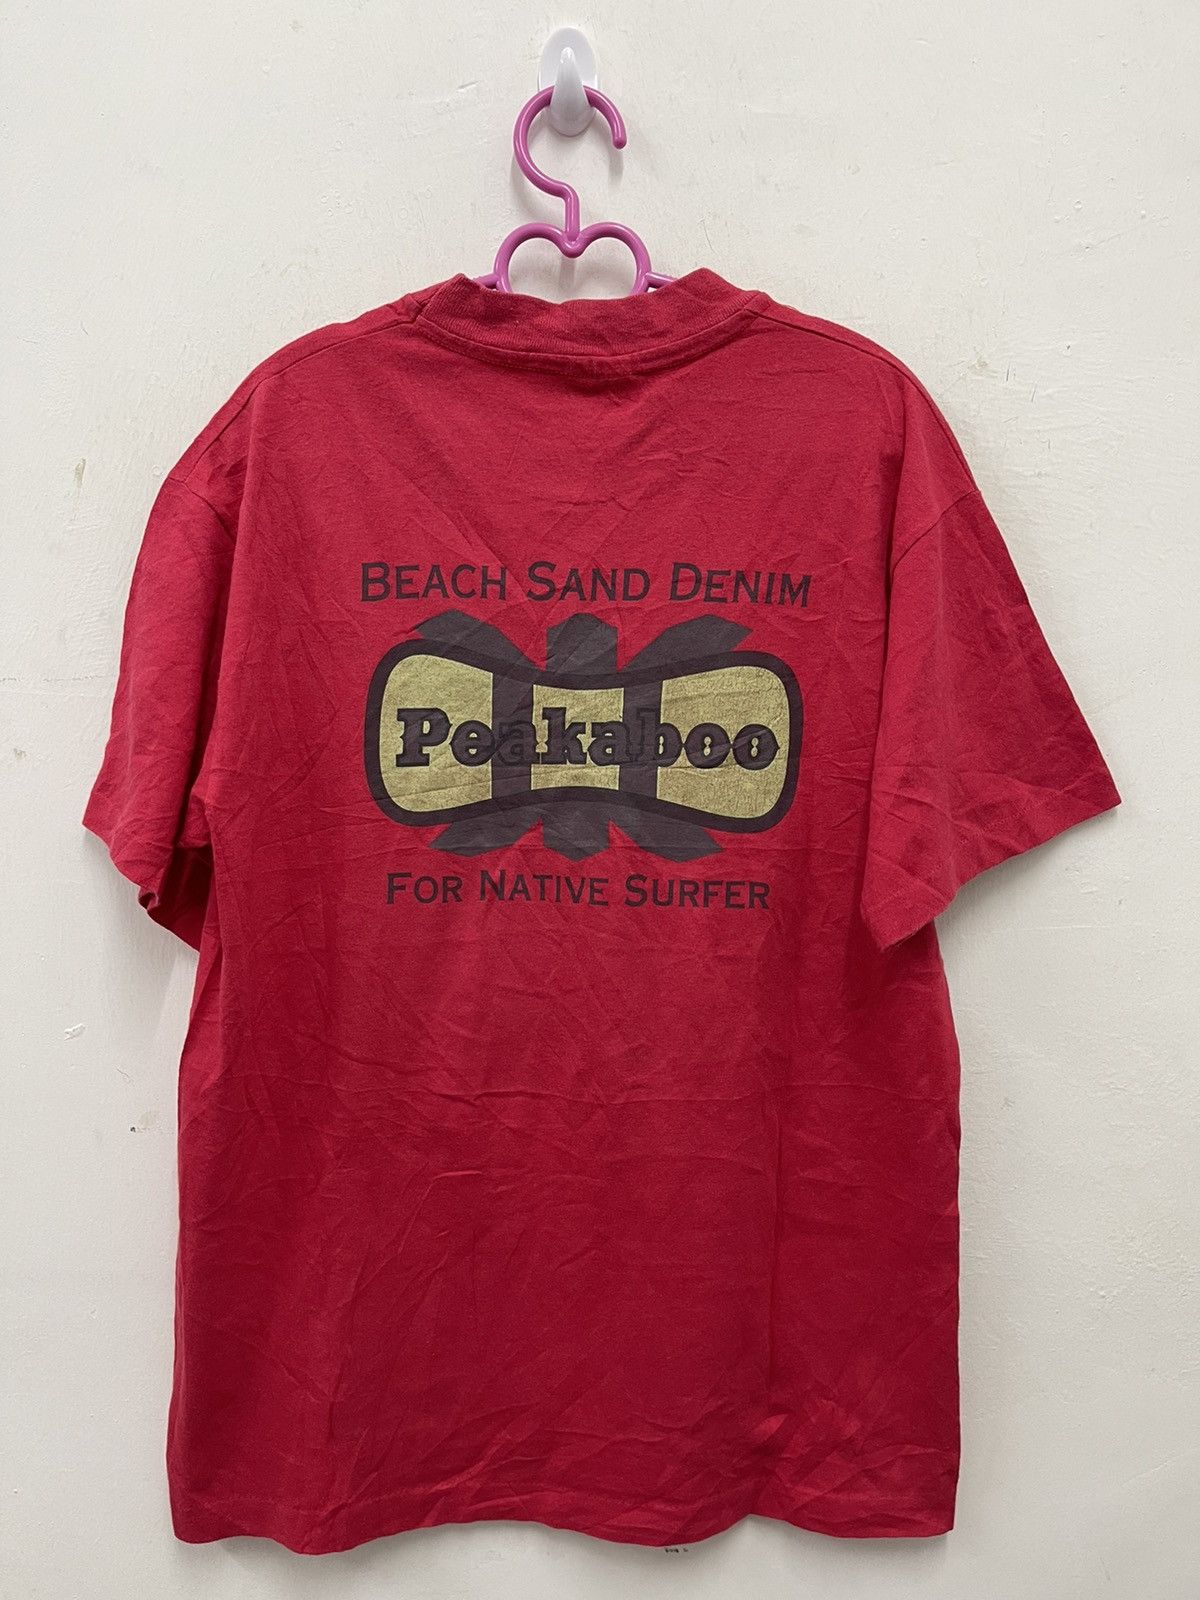 BEACH SAND DENIM
Peakaboo
FOR NATIVE SURFER